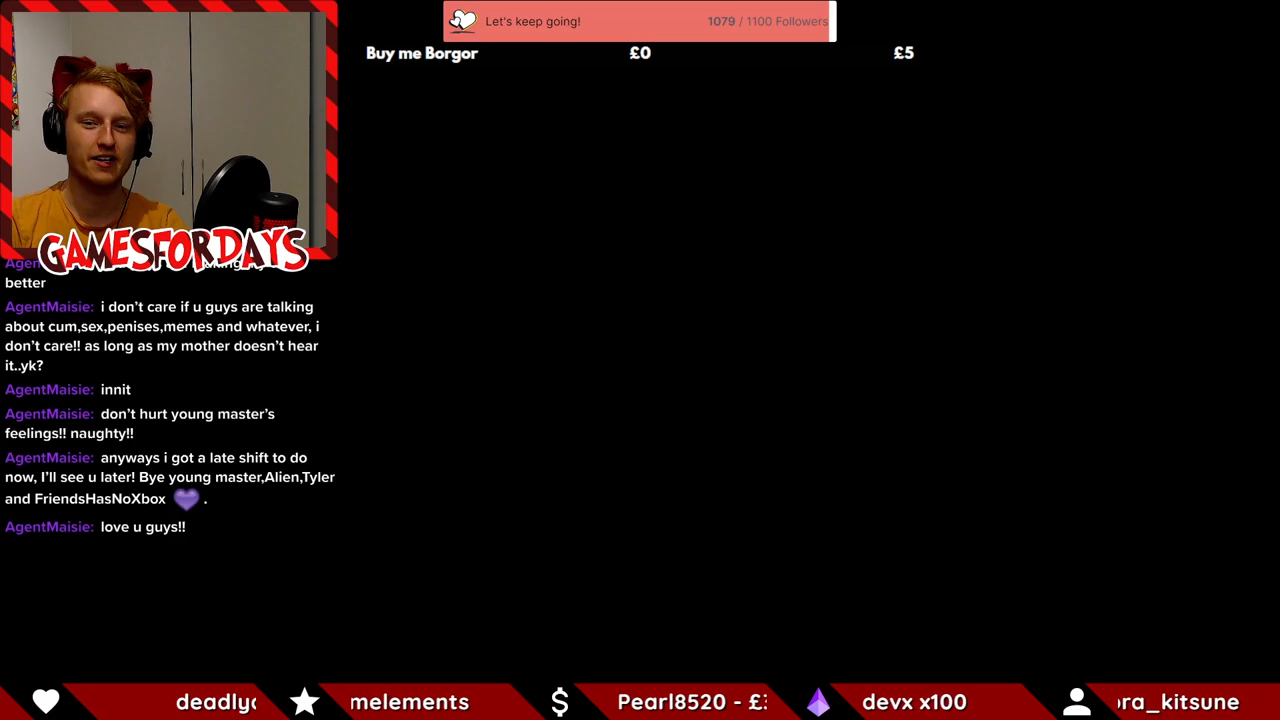 Let's keep going! 1079 / 1100 Followers
Buy me Borgor £0 £5
GAMESFORDAYS
better
AgentMaisie: i don't care if u guys are talking
about cum,sex,penises,memes and whatever, i
don't care!! as long as my mother doesn't hear
it..yk?
AgentMaisie: innit
AgentMaisie: don't hurt young master's
feelings!! naughty!!
AgentMaisie: anyways i got a late shift to do
now, I'll see u later! Bye young master,Alien,Tyler
and FriendsHasNoXbox 💜 .
AgentMaisie: love u guys!!
melements Pearl8520 - £ devx x100 ra_kitsune